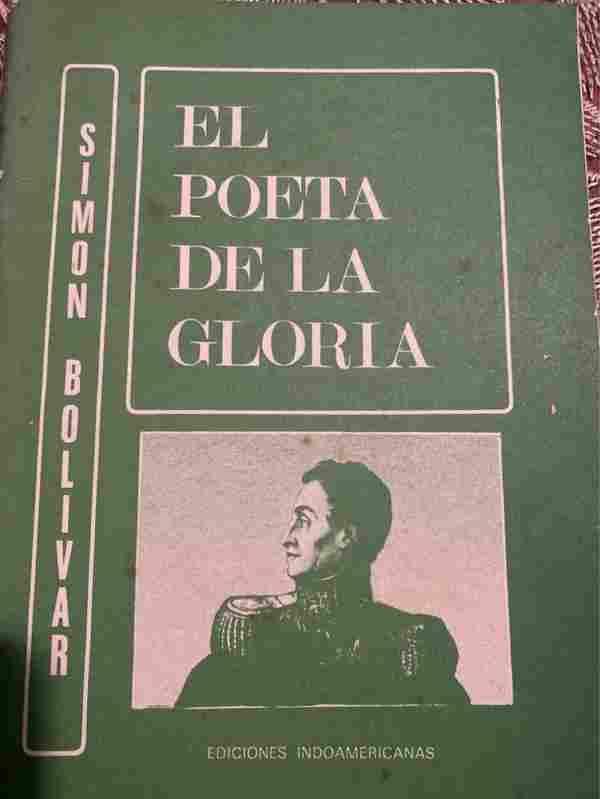 SIMON BOLIVAR
EL
POETA
DE LA
GLORIA
EDICIONES INDOAMERICANAS